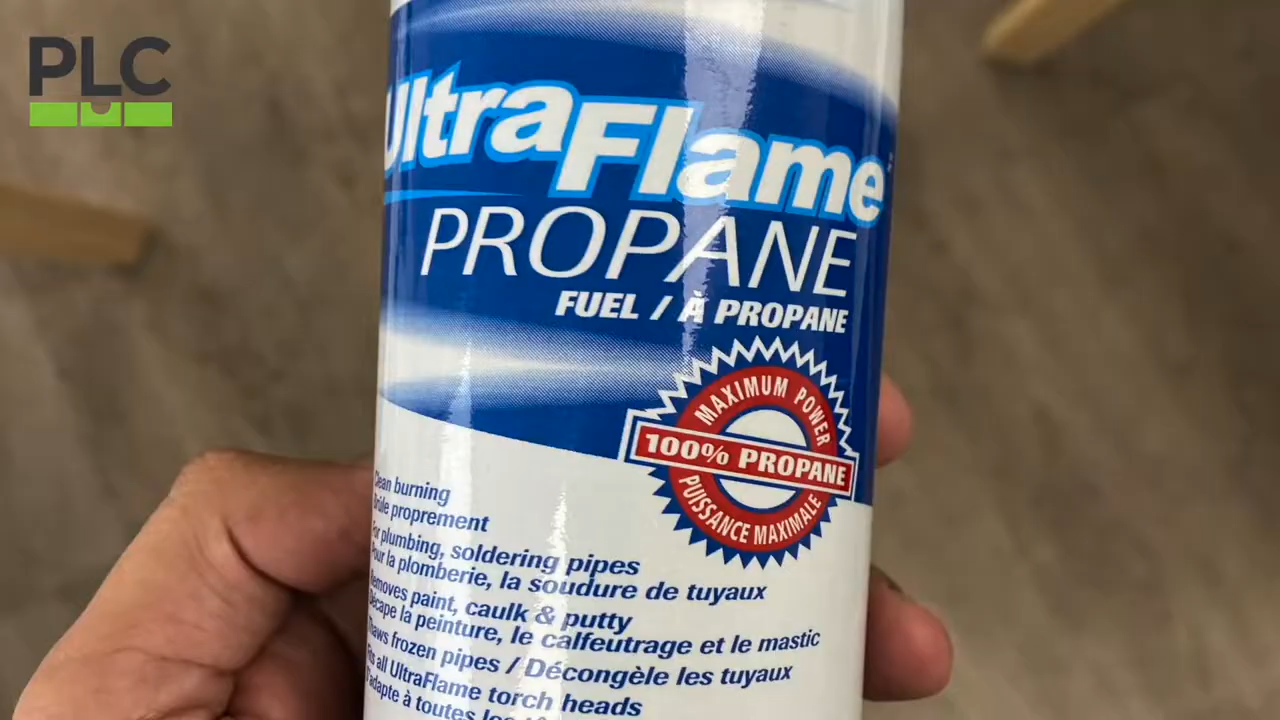 PLC
UltraFlame
PROPANE
FUEL / À PROPANE
MAXIMUM POWER
100% PROPANE
PUISSANCE MAXIMALE
Clean burning
Brûle proprement
For plumbing, soldering pipes
Pour la plomberie, la soudure de tuyaux
Removes paint, caulk & putty
Décape la peinture, le calfeutrage et le mastic
Thaws frozen pipes / Décongèle les tuyaux
Fits all UltraFlame torch heads
S'adapte à toutes les